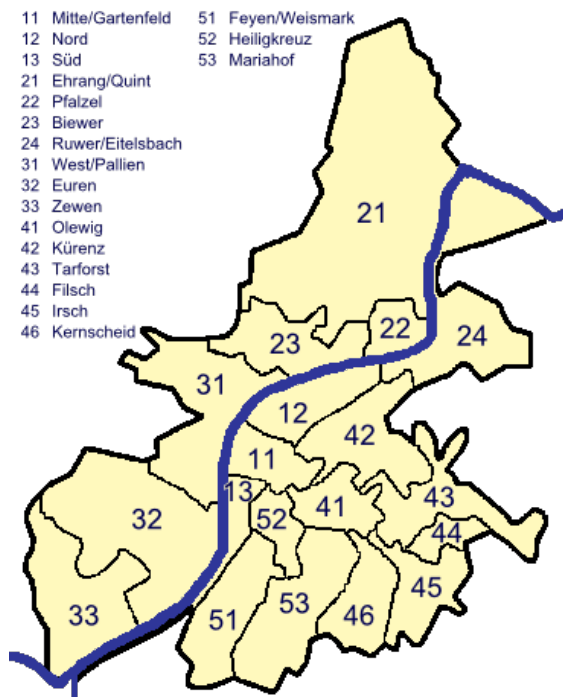 11 Mitte/Gartenfeld
12 Nord
13 Süd
21 Ehrang/Quint
22 Pfalzel
23 Biewer
24 Ruwer/Eitelsbach
31 West/Pallien
32 Euren
33 Zewen
41 Olewig
42 Kürenz
43 Tarforst
44 Filsch
45 Irsch
46 Kernscheid
51 Feyen/Weismark
52 Heiligkreuz
53 Mariahof
21
22
23
24
31
12
42
11
13
43
41
52
32
44
45
53
51
46
33